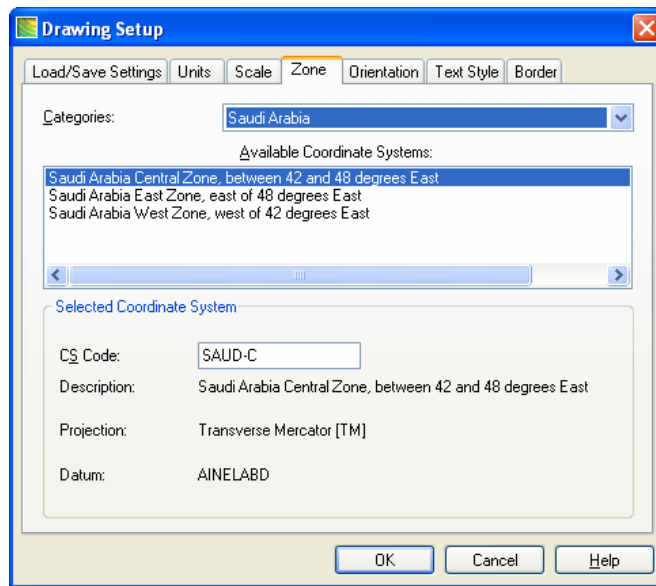 Drawing Setup
Load/Save Settings Units Scale Zone Orientation Text Style Border
Categories: Saudi Arabia
Available Coordinate Systems:
Saudi Arabia Central Zone, between 42 and 48 degrees East
Saudi Arabia East Zone, east of 48 degrees East
Saudi Arabia West Zone, west of 42 degrees East
Selected Coordinate System
CS Code: SAUD-C
Description: Saudi Arabia Central Zone, between 42 and 48 degrees East
Projection: Transverse Mercator [TM]
Datum: AINELABD
OK Cancel Help